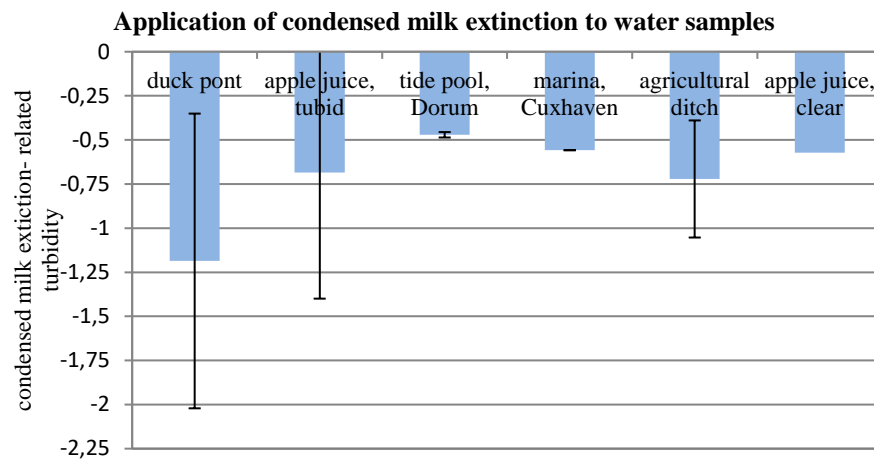 Application of condensed milk extinction to water samples
condensed milk extiction- related
turbidity
0
-0,25
-0,5
-0,75
-1
-1,25
-1,5
-1,75
-2
-2,25
duck pont
apple juice,
tubid
tide pool,
Dorum
marina,
Cuxhaven
agricultural
ditch
apple juice,
clear